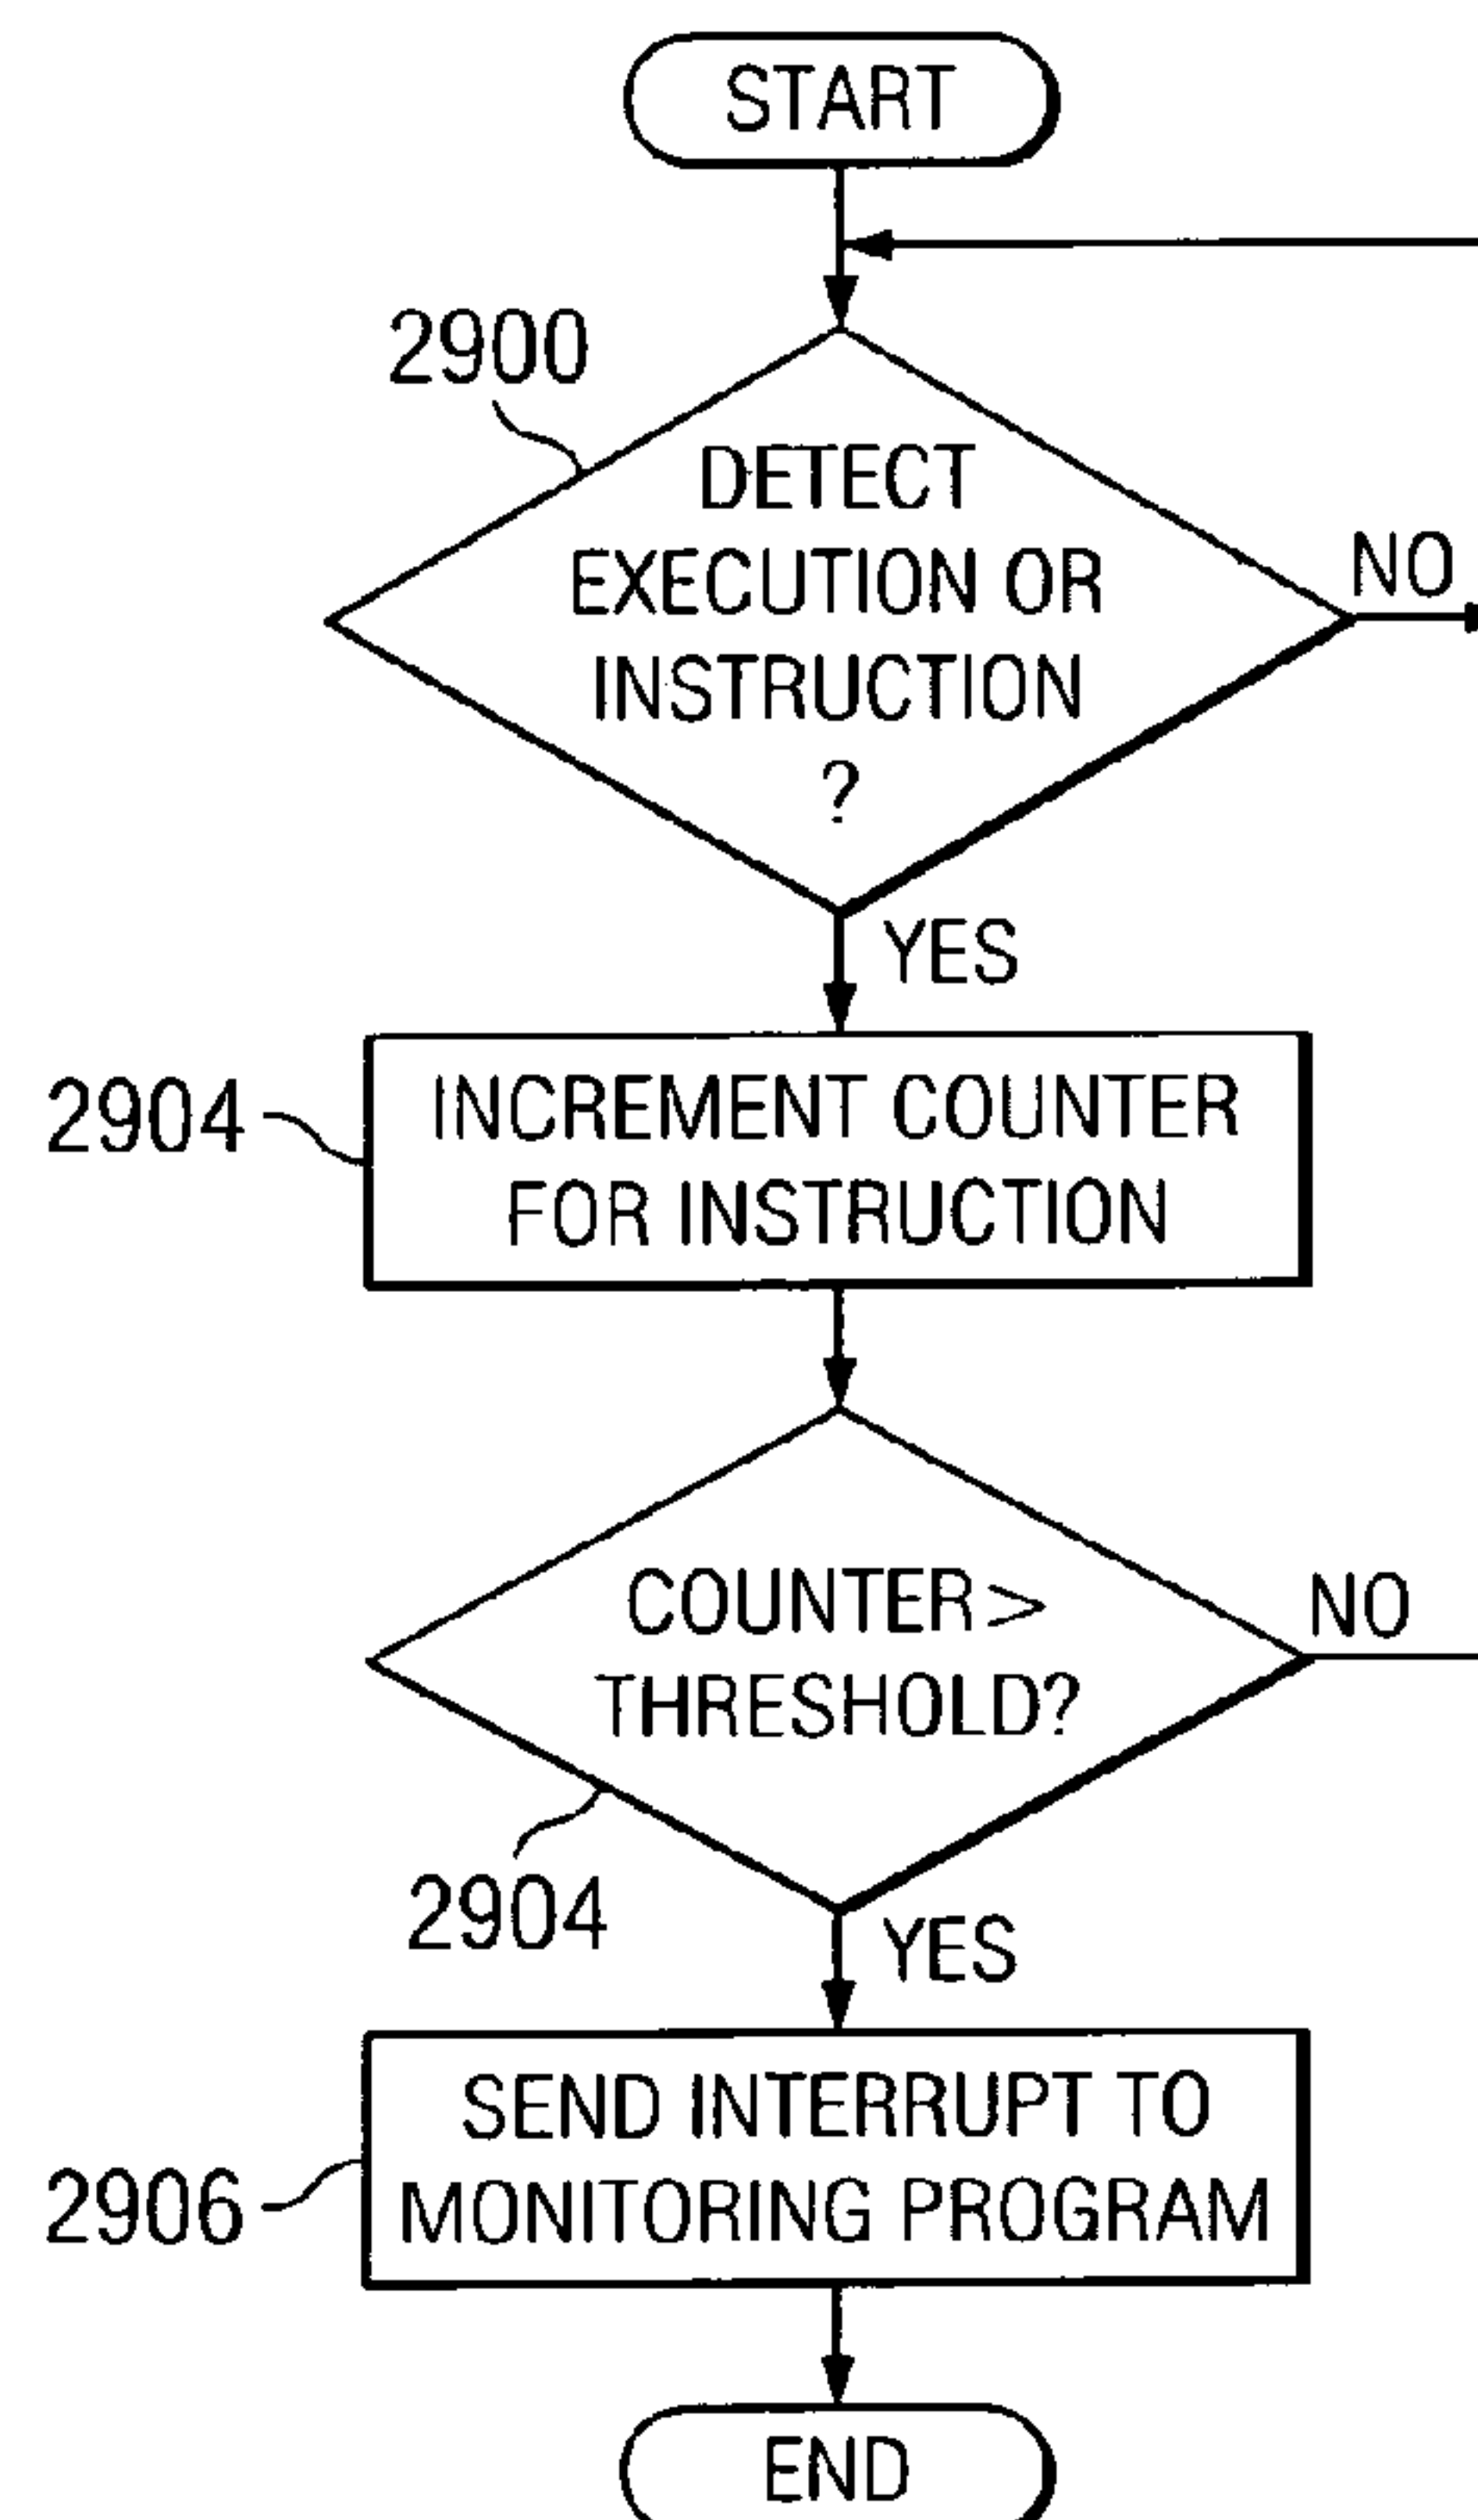 START
2900
DETECT
EXECUTION OR
INSTRUCTION
?
NO
YES
2904
INCREMENT COUNTER
FOR INSTRUCTION
COUNTER>
THRESHOLD?
NO
2904
YES
SEND INTERRUPT TO
MONITORING PROGRAM
2906
END